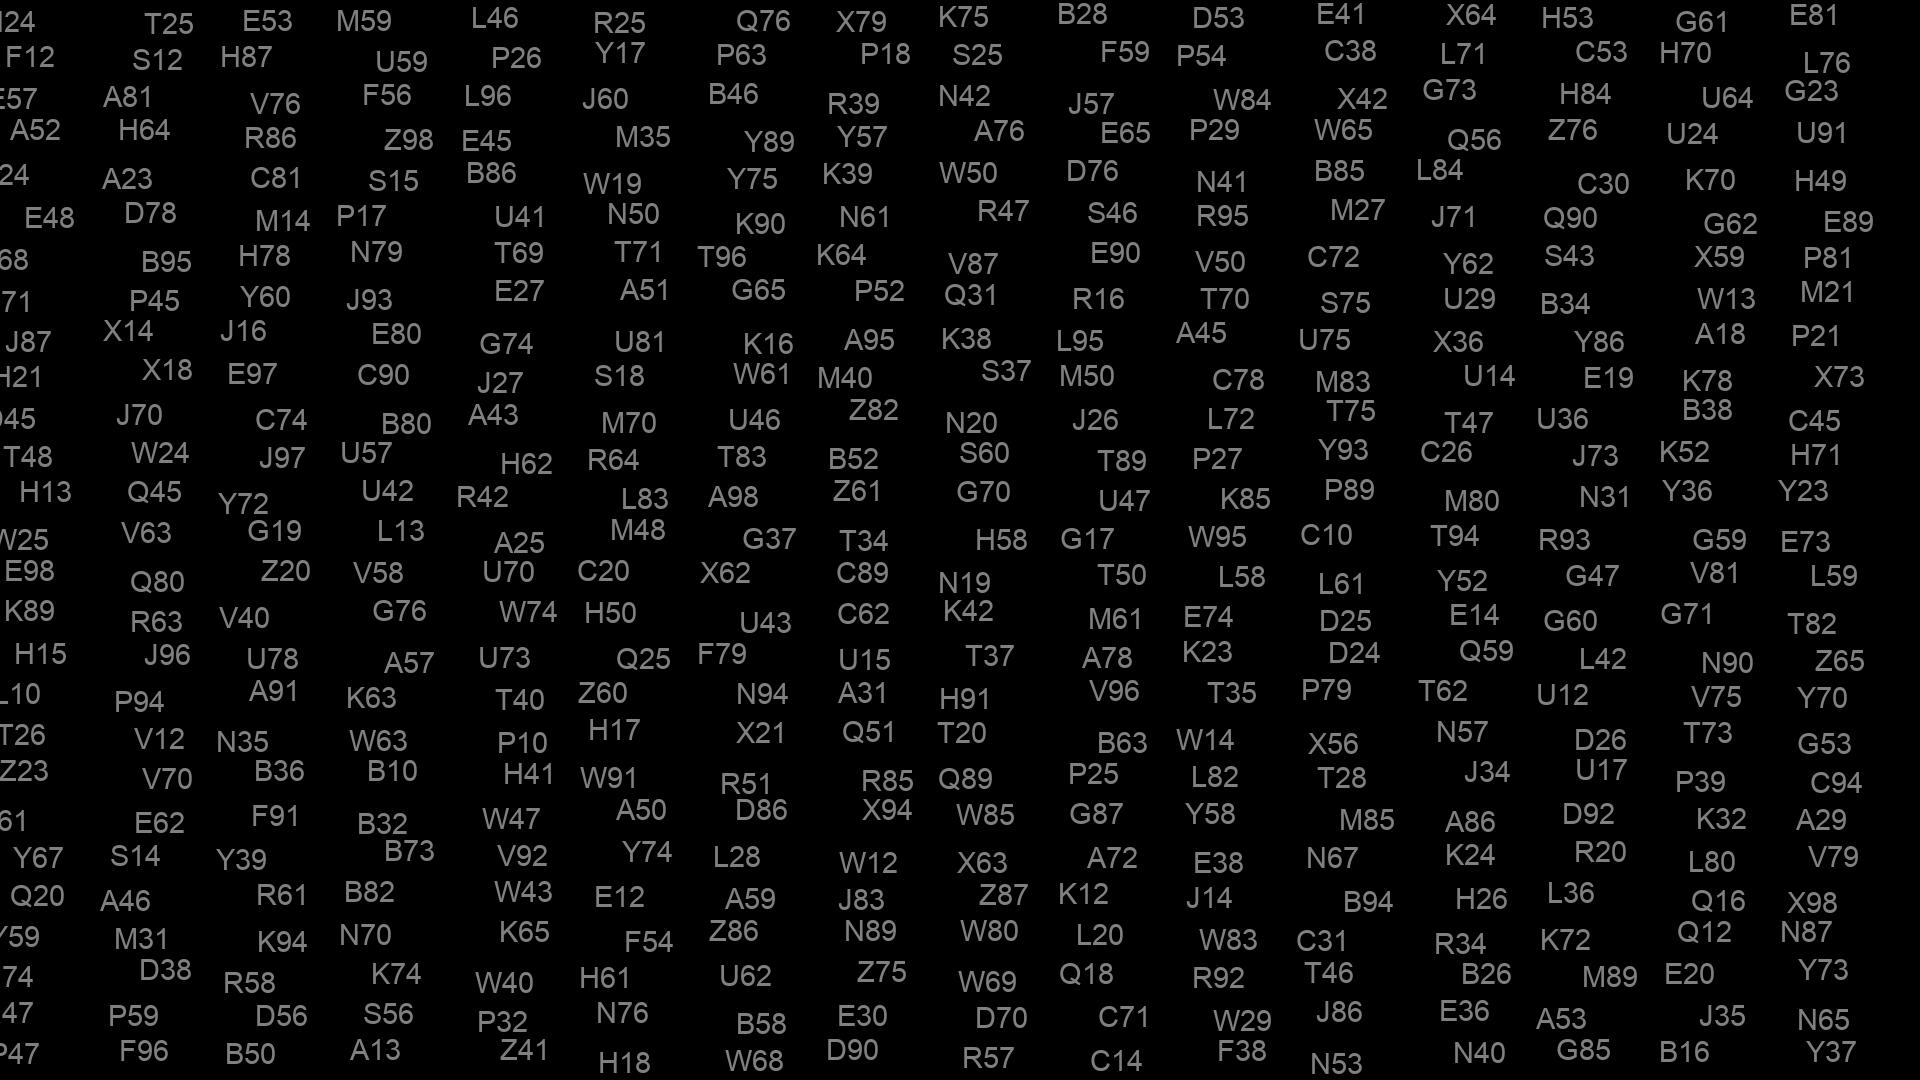 T25 E53 M59 L46 R25 Q76 X79 K75 B28 D53 E41 X64 H53 G61 E81
F12 S12 H87 U59 P26 Y17 P63 P18 S25 F59 P54 C38 L71 C53 H70 L76
E57 A81 V76 F56 L96 J60 B46 R39 N42 J57 W84 X42 G73 H84 U64 G23
A52 H64 R86 Z98 E45 M35 Y89 Y57 A76 E65 P29 W65 Q56 Z76 U24 U91
24 A23 C81 S15 B86 W19 Y75 K39 W50 D76 N41 B85 L84 C30 K70 H49
E48 D78 M14 P17 U41 N50 K90 N61 R47 S46 R95 M27 J71 Q90 G62 E89
68 B95 H78 N79 T69 T71 T96 K64 V87 E90 V50 C72 Y62 S43 X59 P81
71 P45 Y60 J93 E27 A51 G65 P52 Q31 R16 T70 S75 U29 B34 W13 M21
J87 X14 J16 E80 G74 U81 K16 A95 K38 L95 A45 U75 X36 Y86 A18 P21
H21 X18 E97 C90 J27 S18 W61 M40 S37 M50 C78 M83 U14 E19 K78 X73
45 J70 C74 B80 A43 M70 U46 Z82 N20 J26 L72 T75 T47 U36 B38 C45
T48 W24 J97 U57 H62 R64 T83 B52 S60 T89 P27 Y93 C26 J73 K52 H71
H13 Q45 Y72 U42 R42 L83 A98 Z61 G70 U47 K85 P89 M80 N31 Y36 Y23
W25 V63 G19 L13 A25 M48 G37 T34 H58 G17 W95 C10 T94 R93 G59 E73
E98 Q80 Z20 V58 U70 C20 X62 C89 N19 T50 L58 L61 Y52 G47 V81 L59
K89 R63 V40 G76 W74 H50 U43 C62 K42 M61 E74 D25 E14 G60 G71 T82
H15 J96 U78 A57 U73 Q25 F79 U15 T37 A78 K23 D24 Q59 L42 N90 Z65
L10 P94 A91 K63 T40 Z60 N94 A31 H91 V96 T35 P79 T62 U12 V75 Y70
T26 V12 N35 W63 P10 H17 X21 Q51 T20 B63 W14 X56 N57 D26 T73 G53
Z23 V70 B36 B10 H41 W91 R51 R85 Q89 P25 L82 T28 J34 U17 P39 C94
61 E62 F91 B32 W47 A50 D86 X94 W85 G87 Y58 M85 A86 D92 K32 A29
Y67 S14 Y39 B73 V92 Y74 L28 W12 X63 A72 E38 N67 K24 R20 L80 V79
Q20 A46 R61 B82 W43 E12 A59 J83 Z87 K12 J14 B94 H26 L36 Q16 X98
Y59 M31 K94 N70 K65 F54 Z86 N89 W80 L20 W83 C31 R34 K72 Q12 N87
74 D38 R58 K74 W40 H61 U62 Z75 W69 Q18 R92 T46 B26 M89 E20 Y73
47 P59 D56 S56 P32 N76 B58 E30 D70 C71 W29 J86 E36 A53 J35 N65
P47 F96 B50 A13 Z41 H18 W68 D90 R57 C14 F38 N53 N40 G85 B16 Y37